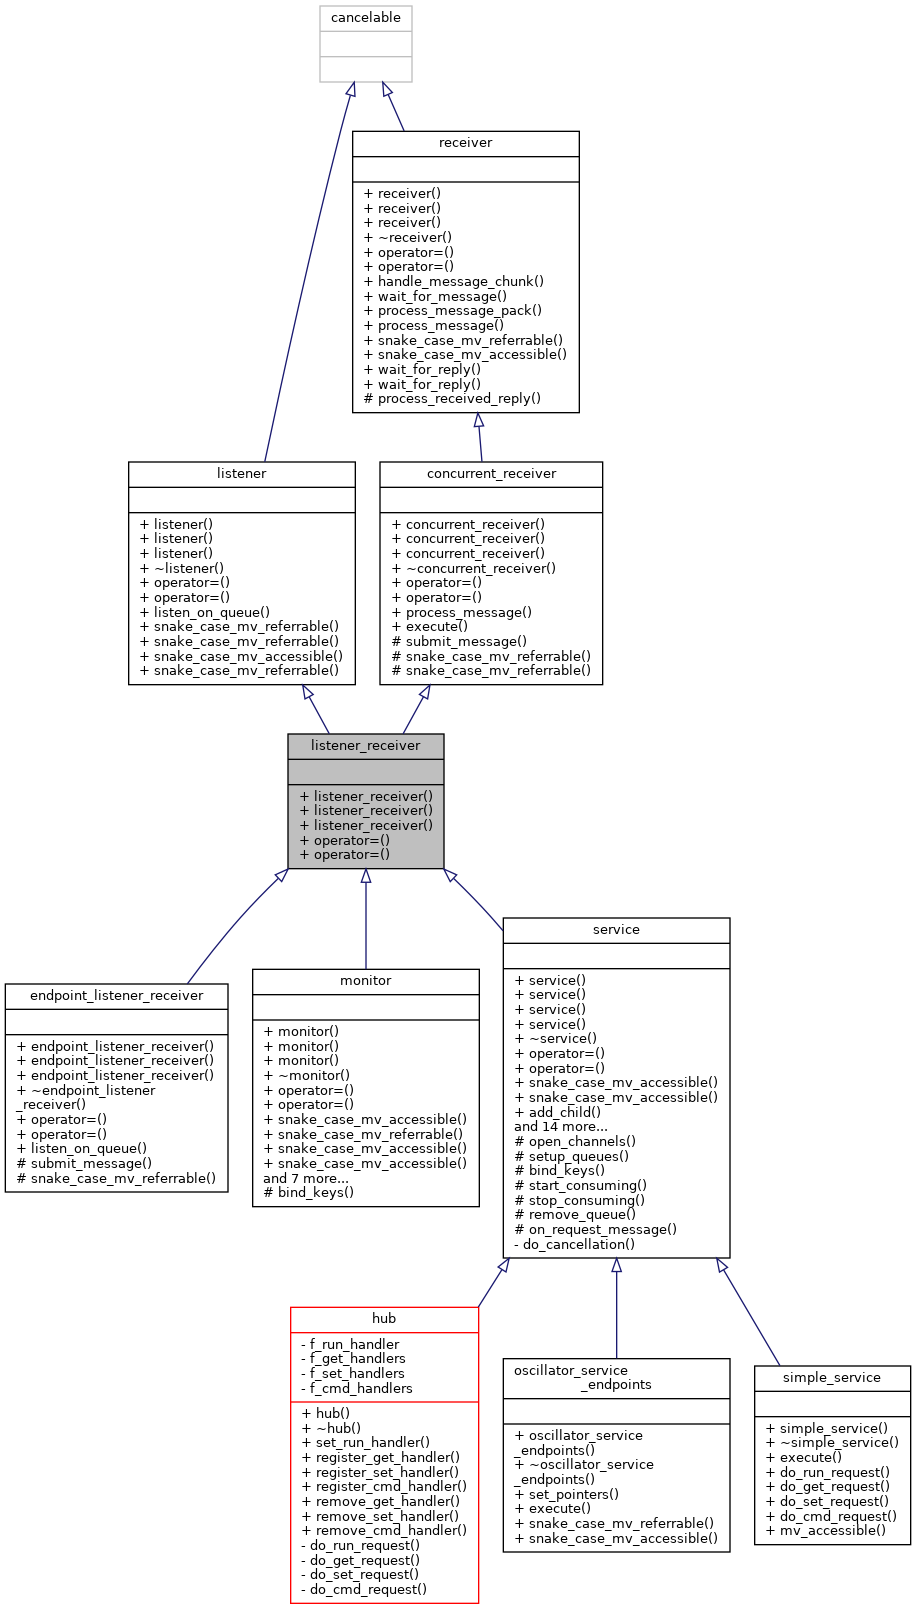 cancelable
receiver
+ receiver()
+ receiver()
+ receiver()
+ ~receiver()
+ operator=()
+ operator=()
+ handle_message_chunk()
+ wait_for_message()
+ process_message_pack()
+ process_message()
+ snake_case_mv_referrable()
+ snake_case_mv_accessible()
+ wait_for_reply()
+ wait_for_reply()
# process_received_reply()
listener
+ listener()
+ listener()
+ listener()
+ ~listener()
+ operator=()
+ operator=()
+ listen_on_queue()
+ snake_case_mv_referrable()
+ snake_case_mv_referrable()
+ snake_case_mv_accessible()
+ snake_case_mv_referrable()
concurrent_receiver
+ concurrent_receiver()
+ concurrent_receiver()
+ concurrent_receiver()
+ ~concurrent_receiver()
+ operator=()
+ operator=()
+ process_message()
+ execute()
# submit_message()
# snake_case_mv_referrable()
# snake_case_mv_referrable()
listener_receiver
+ listener_receiver()
+ listener_receiver()
+ listener_receiver()
+ operator=()
+ operator=()
endpoint_listener_receiver
+ endpoint_listener_receiver()
+ endpoint_listener_receiver()
+ endpoint_listener_receiver()
+ ~endpoint_listener
_receiver()
+ operator=()
+ operator=()
+ listen_on_queue()
# submit_message()
# snake_case_mv_referrable()
monitor
+ monitor()
+ monitor()
+ monitor()
+ ~monitor()
+ operator=()
+ operator=()
+ snake_case_mv_accessible()
+ snake_case_mv_referrable()
+ snake_case_mv_accessible()
+ snake_case_mv_accessible()
and 7 more...
# bind_keys()
service
+ service()
+ service()
+ service()
+ service()
+ ~service()
+ operator=()
+ operator=()
+ snake_case_mv_accessible()
+ snake_case_mv_accessible()
+ add_child()
and 14 more...
# open_channels()
# setup_queues()
# bind_keys()
# start_consuming()
# stop_consuming()
# remove_queue()
# on_request_message()
- do_cancellation()
hub
- f_run_handler
- f_get_handlers
- f_set_handlers
- f_cmd_handlers
+ hub()
+ ~hub()
+ set_run_handler()
+ register_get_handler()
+ register_set_handler()
+ register_cmd_handler()
+ remove_get_handler()
+ remove_set_handler()
+ remove_cmd_handler()
- do_run_request()
- do_get_request()
- do_set_request()
- do_cmd_request()
oscillator_service
_endpoints
+ oscillator_service
_endpoints()
+ ~oscillator_service
_endpoints()
+ set_pointers()
+ execute()
+ snake_case_mv_referrable()
+ snake_case_mv_accessible()
simple_service
+ simple_service()
+ ~simple_service()
+ execute()
+ do_run_request()
+ do_get_request()
+ do_set_request()
+ do_cmd_request()
+ mv_accessible()